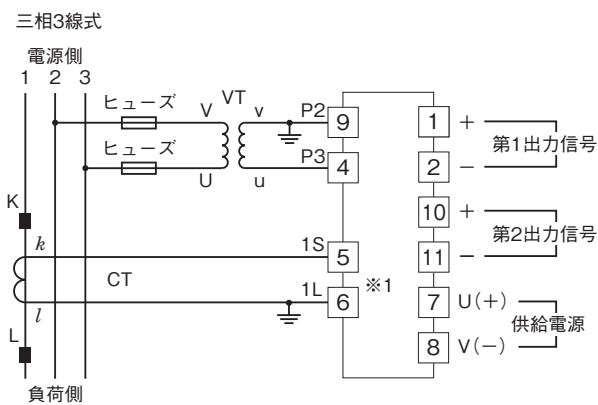 三相3線式
電源側
1 2 3
ヒューズ V VT v P2 9 1 +
第1出力信号
ヒューズ U u P3 4 2 −
10 +
第2出力信号
K k 1S 5 11 −
CT ※1
l 1L 6 7 U(+)
供給電源
L 8 V(−)
負荷側